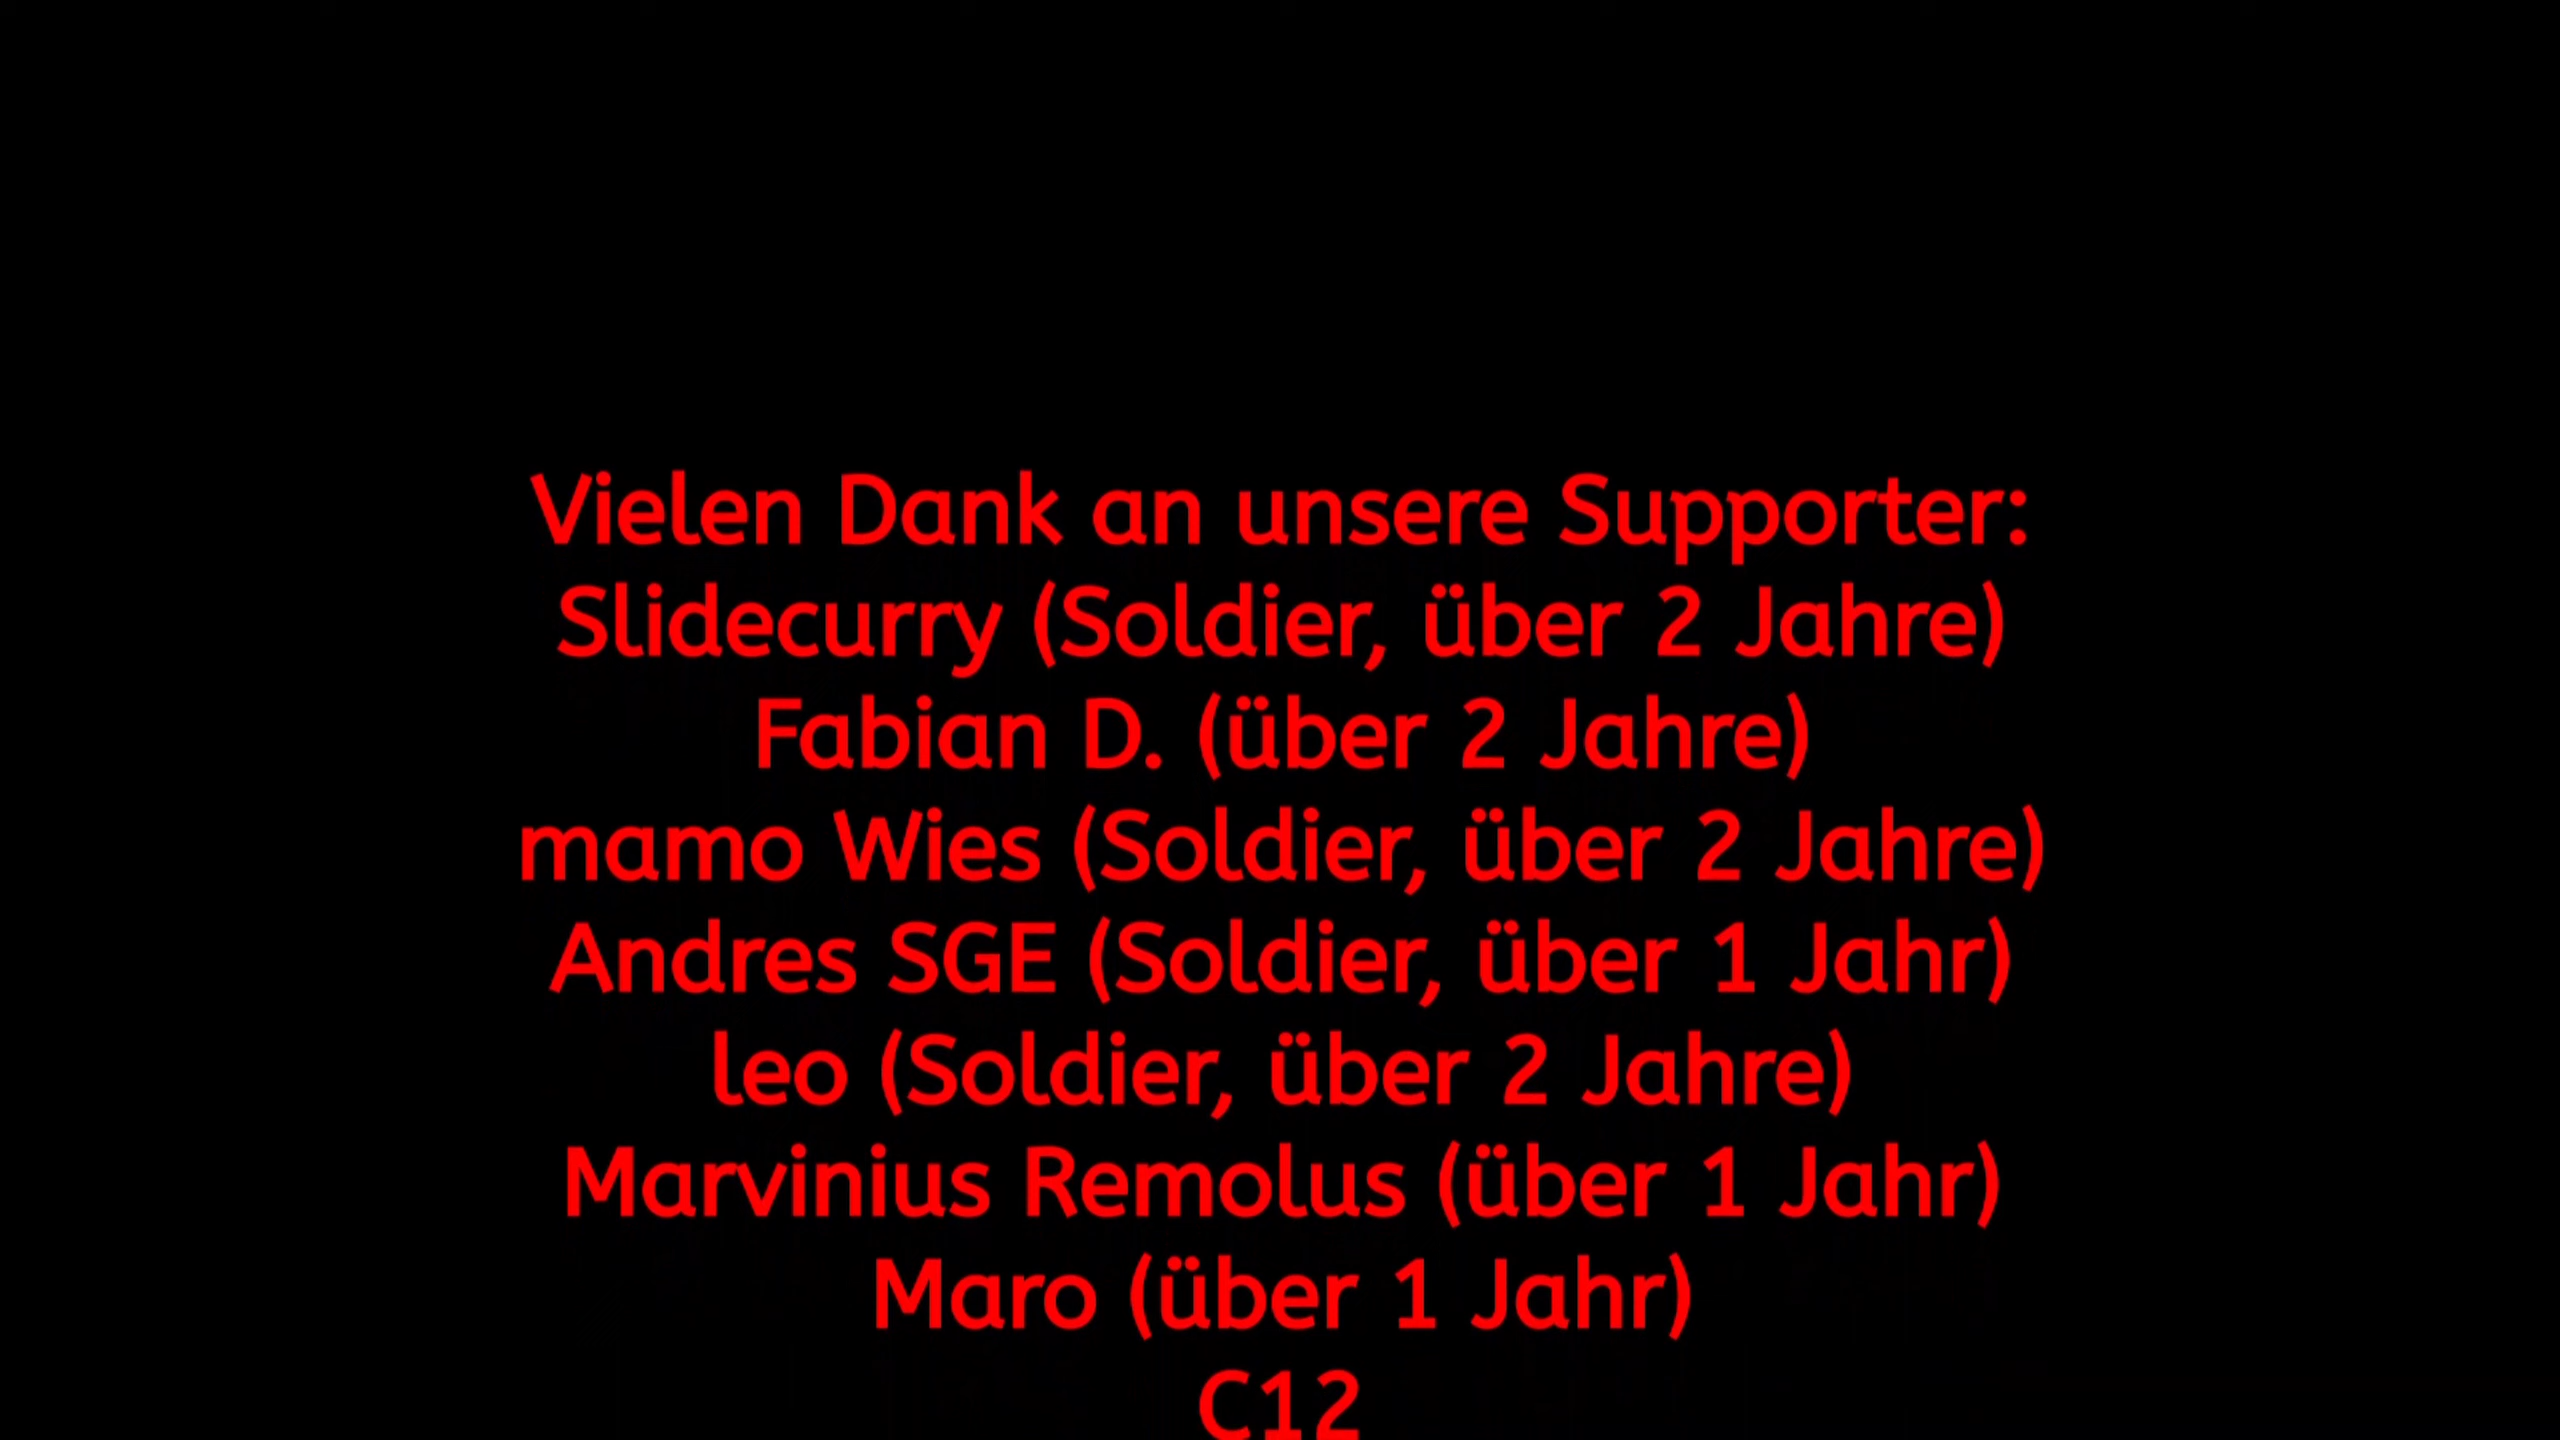 Vielen Dank an unsere Supporter:
Slidecurry (Soldier, über 2 Jahre)
Fabian D. (über 2 Jahre)
mamo Wies (Soldier, über 2 Jahre)
Andres SGE (Soldier, über 1 Jahr)
leo (Soldier, über 2 Jahre)
Marvinius Remolus (über 1 Jahr)
Maro (über 1 Jahr)
C12